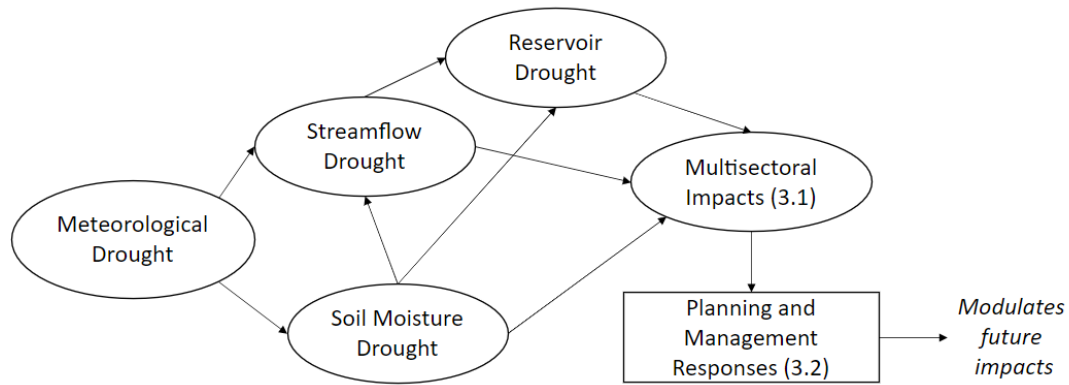 Reservoir
Drought
Streamflow
Drought
Multisectoral
Impacts (3.1)
Meteorological
Drought
Soil Moisture
Drought
Planning and
Management
Responses (3.2)
Modulates
future
impacts